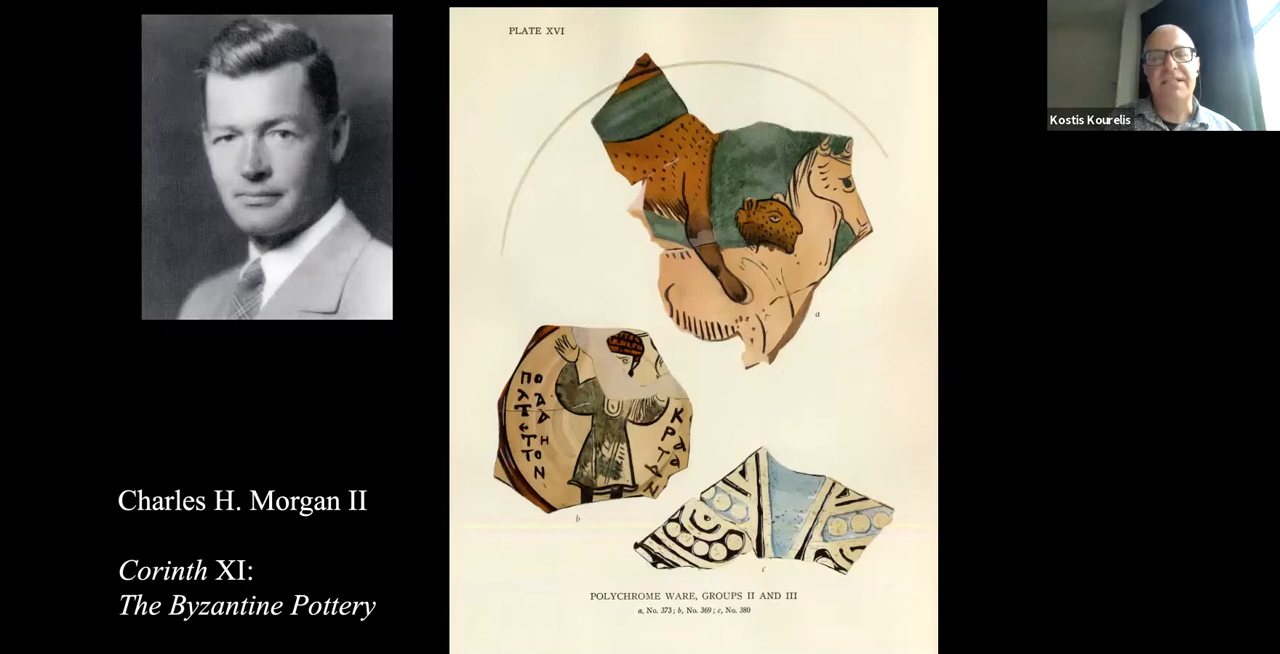 PLATE XVI
Kostis Kourelis
a
b
c
Charles H. Morgan II
Corinth XI:
The Byzantine Pottery
POLYCHROME WARE, GROUPS II AND III
a, No. 373; b, No. 369; c, No. 380